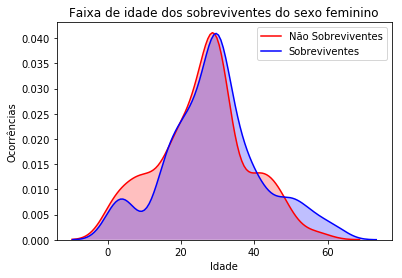 Faixa de idade dos sobreviventes do sexo feminino
Não Sobreviventes
Sobreviventes
Ocorrências
0.040
0.035
0.030
0.025
0.020
0.015
0.010
0.005
0.000
0
20
40
60
Idade